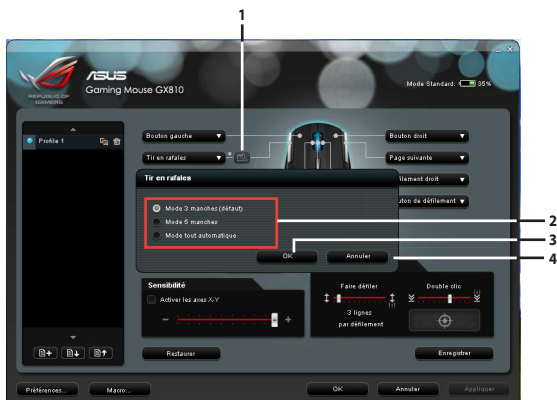 1
REPUBLIC OF
GAMERS
ASUS
Gaming Mouse GX810
Mode Standard: 35%
Profile 1
Bouton gauche
Bouton droit
Tir en rafales
Page suivante
Tir en rafales
filement droit
uton de défilement
Mode 3 manches (défaut)
Mode 5 manches
Mode tout automatique
2
3
OK
Annuler
4
Sensibilité
Activer les axes X-Y
Faire défiler
Double clic
3 lignes
par défilement
Restaurer
Enregistrer
Préférences...
Macro...
OK
Annuler
Appliquer